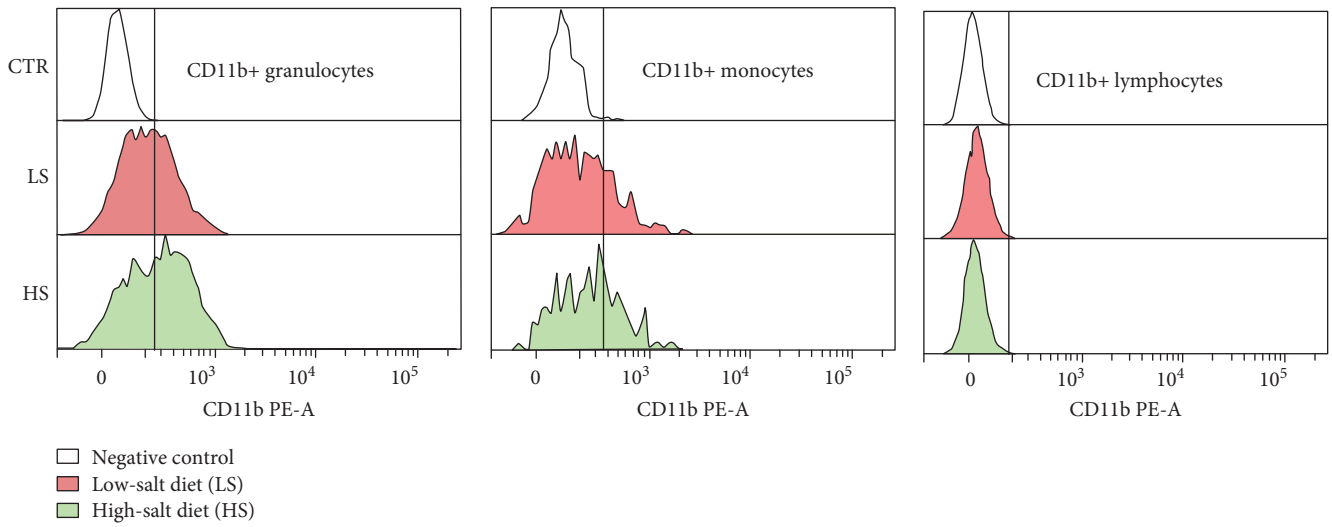 CTR
LS
HS
CD11b+ granulocytes
0 10³ 10⁴ 10⁵
CD11b PE-A
CD11b+ monocytes
0 10³ 10⁴ 10⁵
CD11b PE-A
CD11b+ lymphocytes
0 10³ 10⁴ 10⁵
CD11b PE-A
Negative control
Low-salt diet (LS)
High-salt diet (HS)